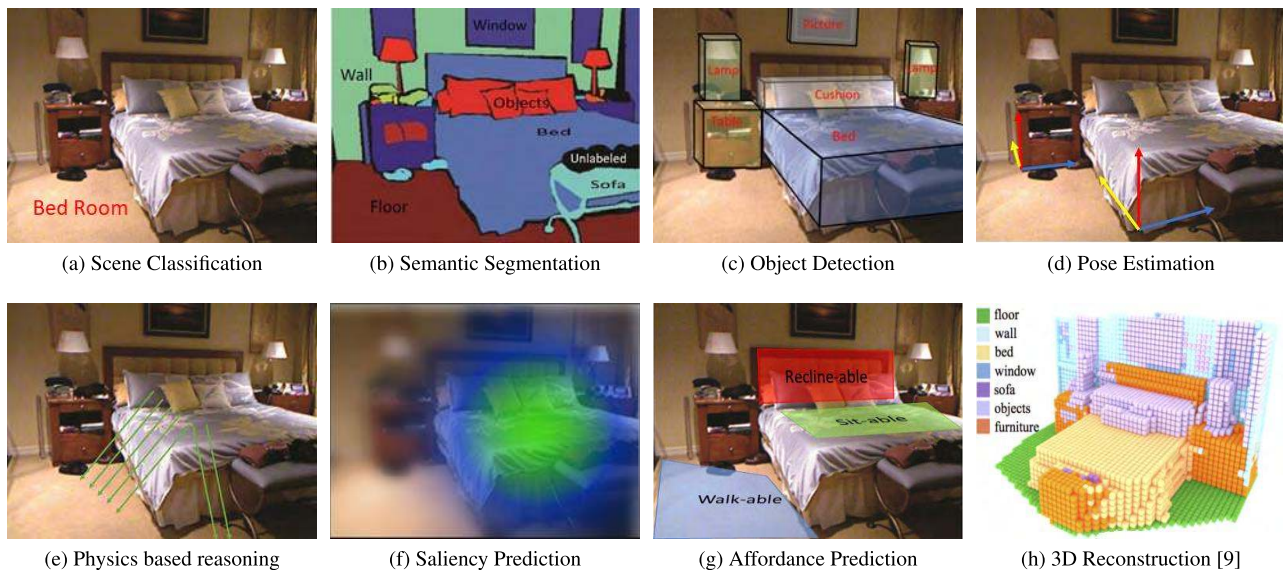 Bed Room
Window
Wall
Objects
Bed
Unlabeled
Sofa
Floor
Picture
Lamp
Lamp
Cushion
Table
Bed
(a) Scene Classification
(b) Semantic Segmentation
(c) Object Detection
(d) Pose Estimation
Recline-able
Sit-able
Walk-able
floor
wall
bed
window
sofa
objects
furniture
(e) Physics based reasoning
(f) Saliency Prediction
(g) Affordance Prediction
(h) 3D Reconstruction [9]